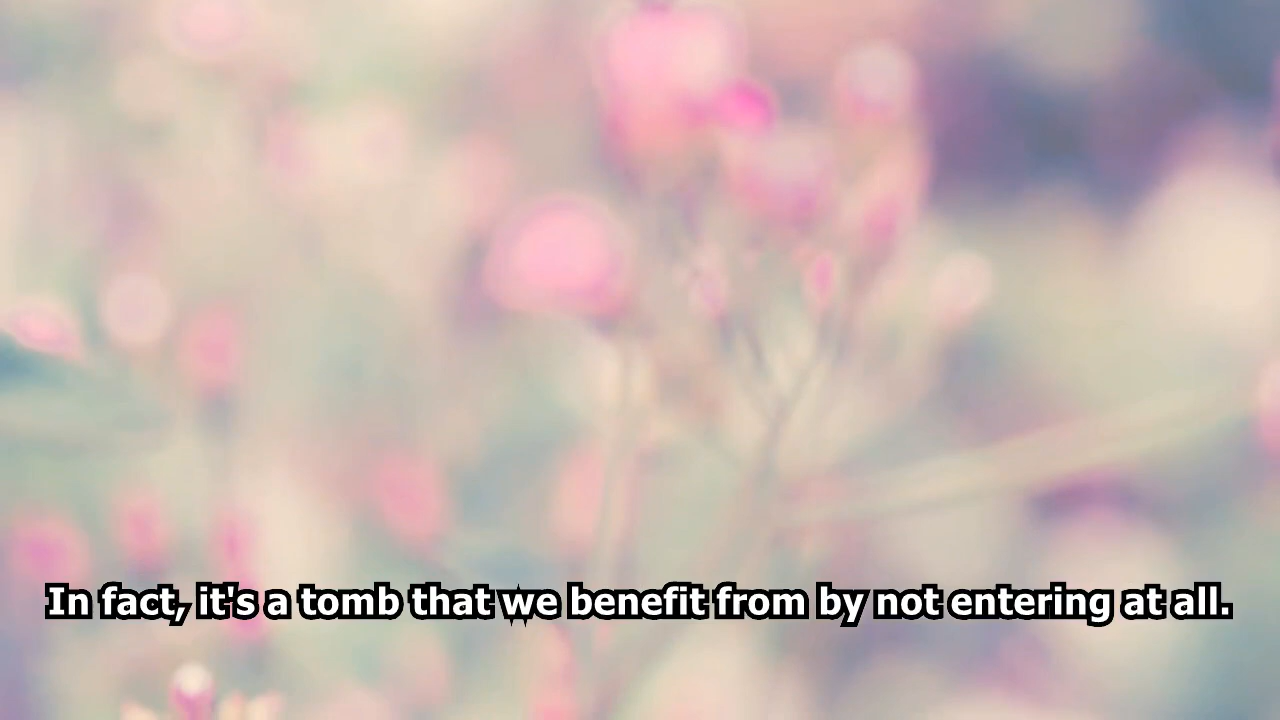 In fact, it's a tomb that we benefit from by not entering at all.